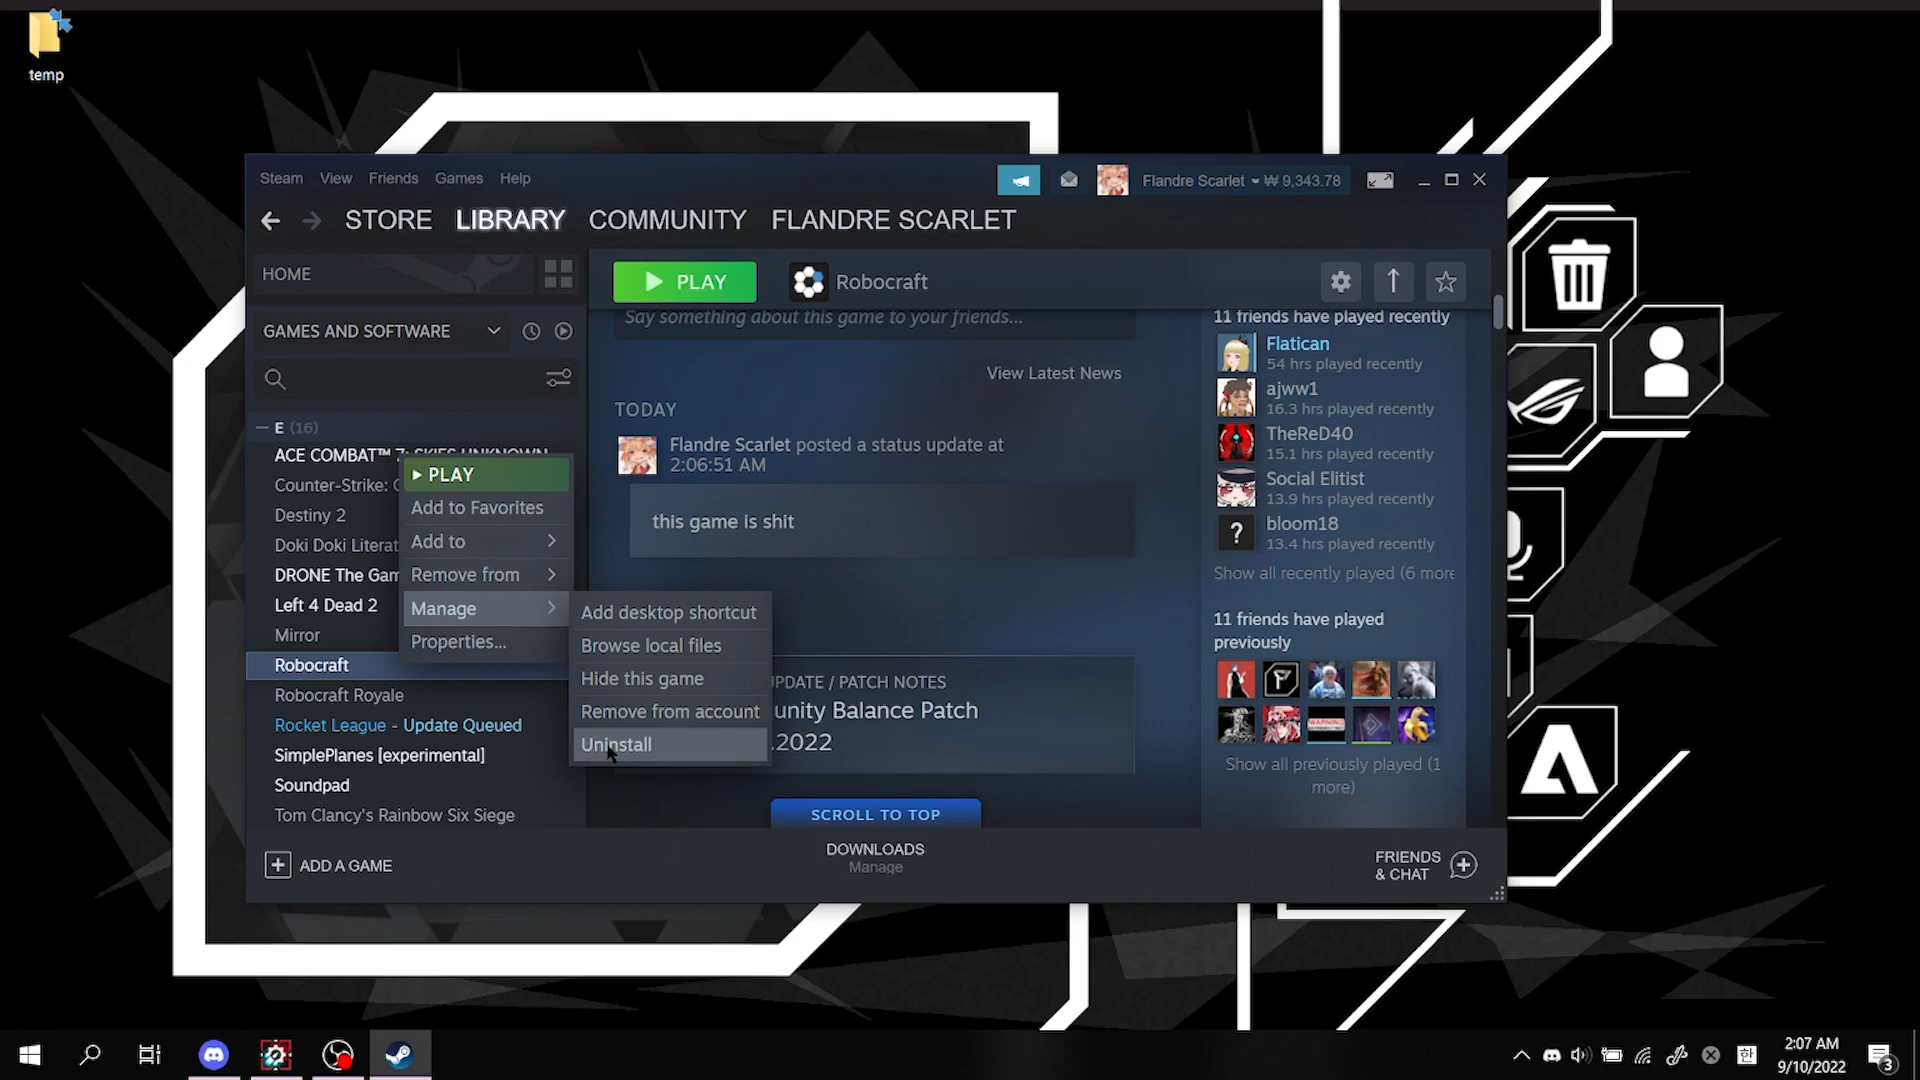 temp
Steam View Friends Games Help
Flandre Scarlet ₩ 9,343.78
STORE LIBRARY COMMUNITY FLANDRE SCARLET
HOME
PLAY Robocraft
GAMES AND SOFTWARE
Say something about this game to your friends...
View Latest News
TODAY
Flandre Scarlet posted a status update at
2:06:51 AM
this game is shit
UPDATE / PATCH NOTES
unity Balance Patch
.2022
SCROLL TO TOP
E (16)
ACE COMBAT™ 7: SKIES UNKNOWN
Counter-Strike:
Destiny 2
Doki Doki Literat
DRONE The Gam
Left 4 Dead 2
Mirror
Robocraft
Robocraft Royale
Rocket League - Update Queued
SimplePlanes [experimental]
Soundpad
Tom Clancy's Rainbow Six Siege
PLAY
Add to Favorites
Add to
Remove from
Manage
Properties...
Add desktop shortcut
Browse local files
Hide this game
Remove from account
Uninstall
11 friends have played recently
Flatican
54 hrs played recently
ajww1
16.3 hrs played recently
TheReD40
15.1 hrs played recently
Social Elitist
13.9 hrs played recently
?
bloom18
13.4 hrs played recently
Show all recently played (6 more
11 friends have played
previously
WARNING
Show all previously played (1
more)
ADD A GAME
DOWNLOADS
Manage
FRIENDS
& CHAT
한
2:07 AM
9/10/2022
3